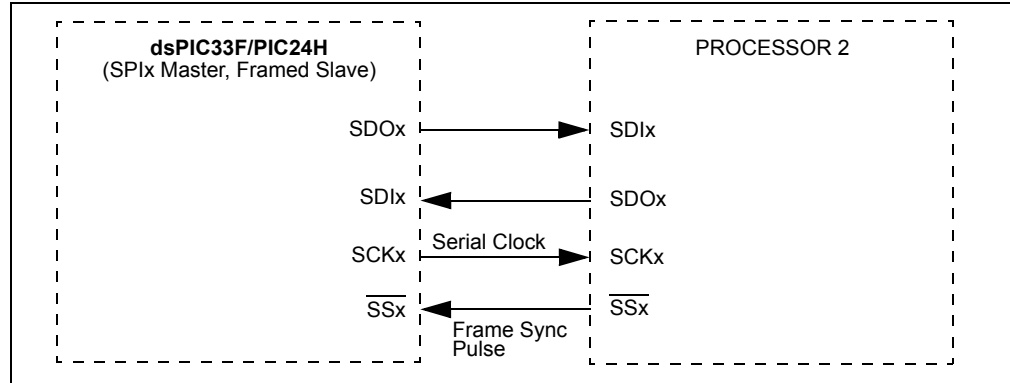 dsPIC33F/PIC24H
(SPIx Master, Framed Slave)
PROCESSOR 2
SDOx
SDIx
SDIx
SDOx
SCKx
Serial Clock
SCKx
SSx
Frame Sync
Pulse
SSx